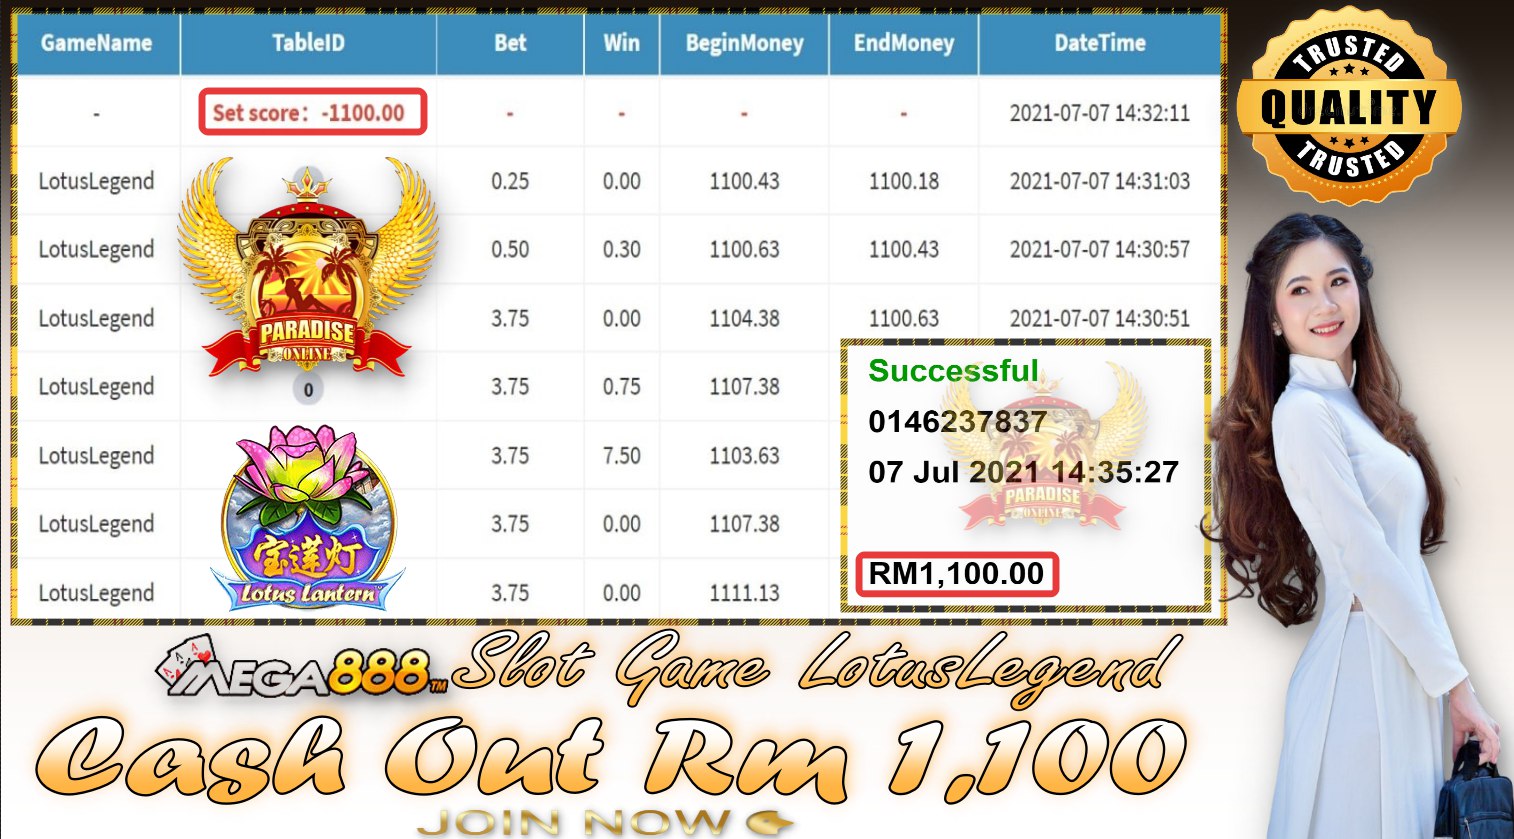 GameName TableID Bet Win BeginMoney EndMoney DateTime
- Set score: -1100.00 - - - - 2021-07-07 14:32:11
LotusLegend 0.25 0.00 1100.43 1100.18 2021-07-07 14:31:03
LotusLegend 0.50 0.30 1100.63 1100.43 2021-07-07 14:30:57
LotusLegend 3.75 0.00 1104.38 1100.63 2021-07-07 14:30:51
LotusLegend 0 3.75 0.75 1107.38
LotusLegend 3.75 7.50 1103.63
LotusLegend 3.75 0.00 1107.38
LotusLegend 3.75 0.00 1111.13
PARADISE
ONLINE
宝莲灯
Lotus Lantern
Successful
0146237837
07 Jul 2021 14:35:27
PARADISE
ONLINE
RM1,100.00
TRUSTED
QUALITY
TRUSTED
MEGA888™ Slot Game LotusLegend
Cash Out Rm 1,100
JOIN NOW